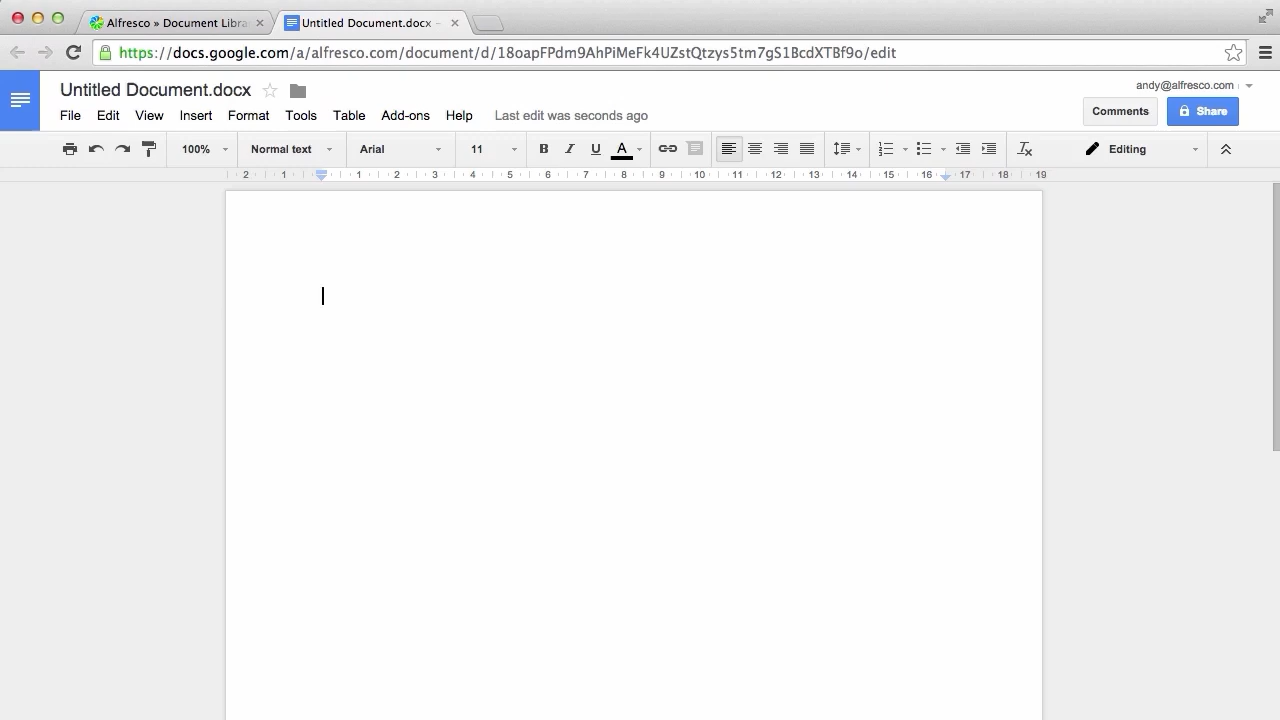 Alfresco » Document Libra
Untitled Document.docx -
https://docs.google.com/a/alfresco.com/document/d/18oapFPdm9AhPiMeFk4UZstQtzys5tm7gS1BcdXTBf9o/edit
Untitled Document.docx
andy@alfresco.com
File Edit View Insert Format Tools Table Add-ons Help Last edit was seconds ago
Comments Share
100% Normal text Arial 11 B I U A Editing
2 1 1 2 3 4 5 6 7 8 9 10 11 12 13 14 15 16 17 18 19